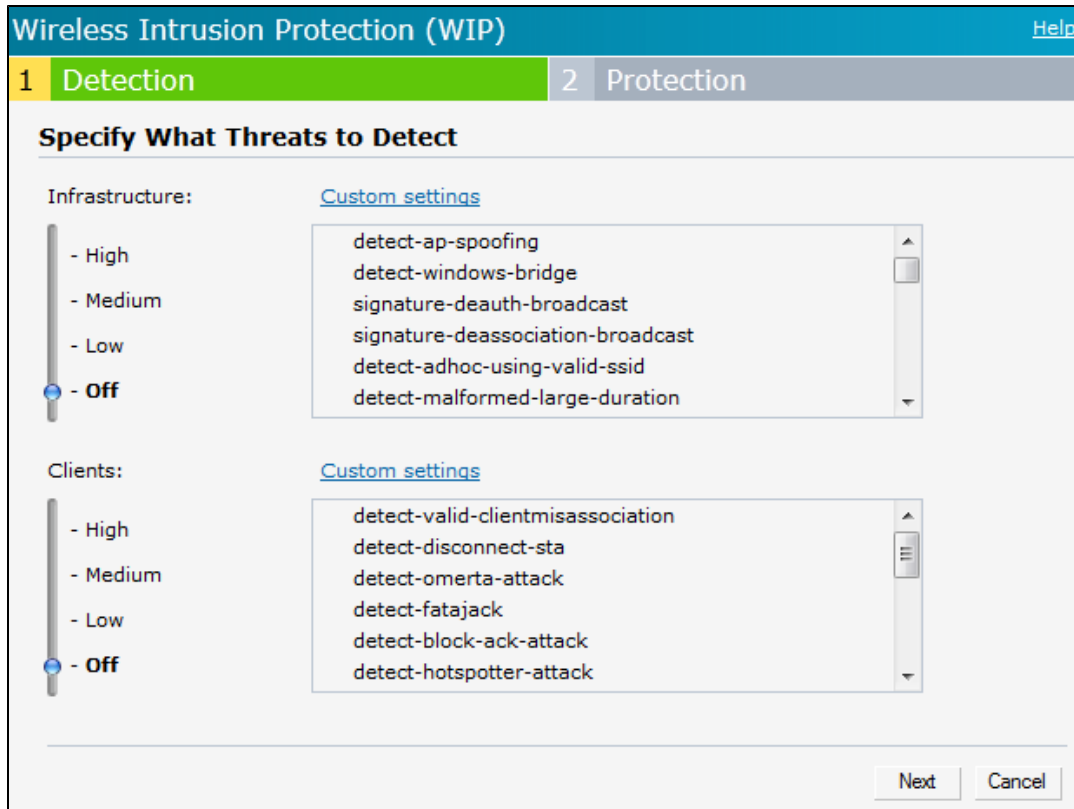 Wireless Intrusion Protection (WIP) Help
1 Detection 2 Protection
Specify What Threats to Detect
Infrastructure: Custom settings
- High
- Medium
- Low
- Off
detect-ap-spoofing
detect-windows-bridge
signature-deauth-broadcast
signature-deassociation-broadcast
detect-adhoc-using-valid-ssid
detect-malformed-large-duration
Clients: Custom settings
- High
- Medium
- Low
- Off
detect-valid-clientmisassociation
detect-disconnect-sta
detect-omerta-attack
detect-fatajack
detect-block-ack-attack
detect-hotspotter-attack
Next Cancel